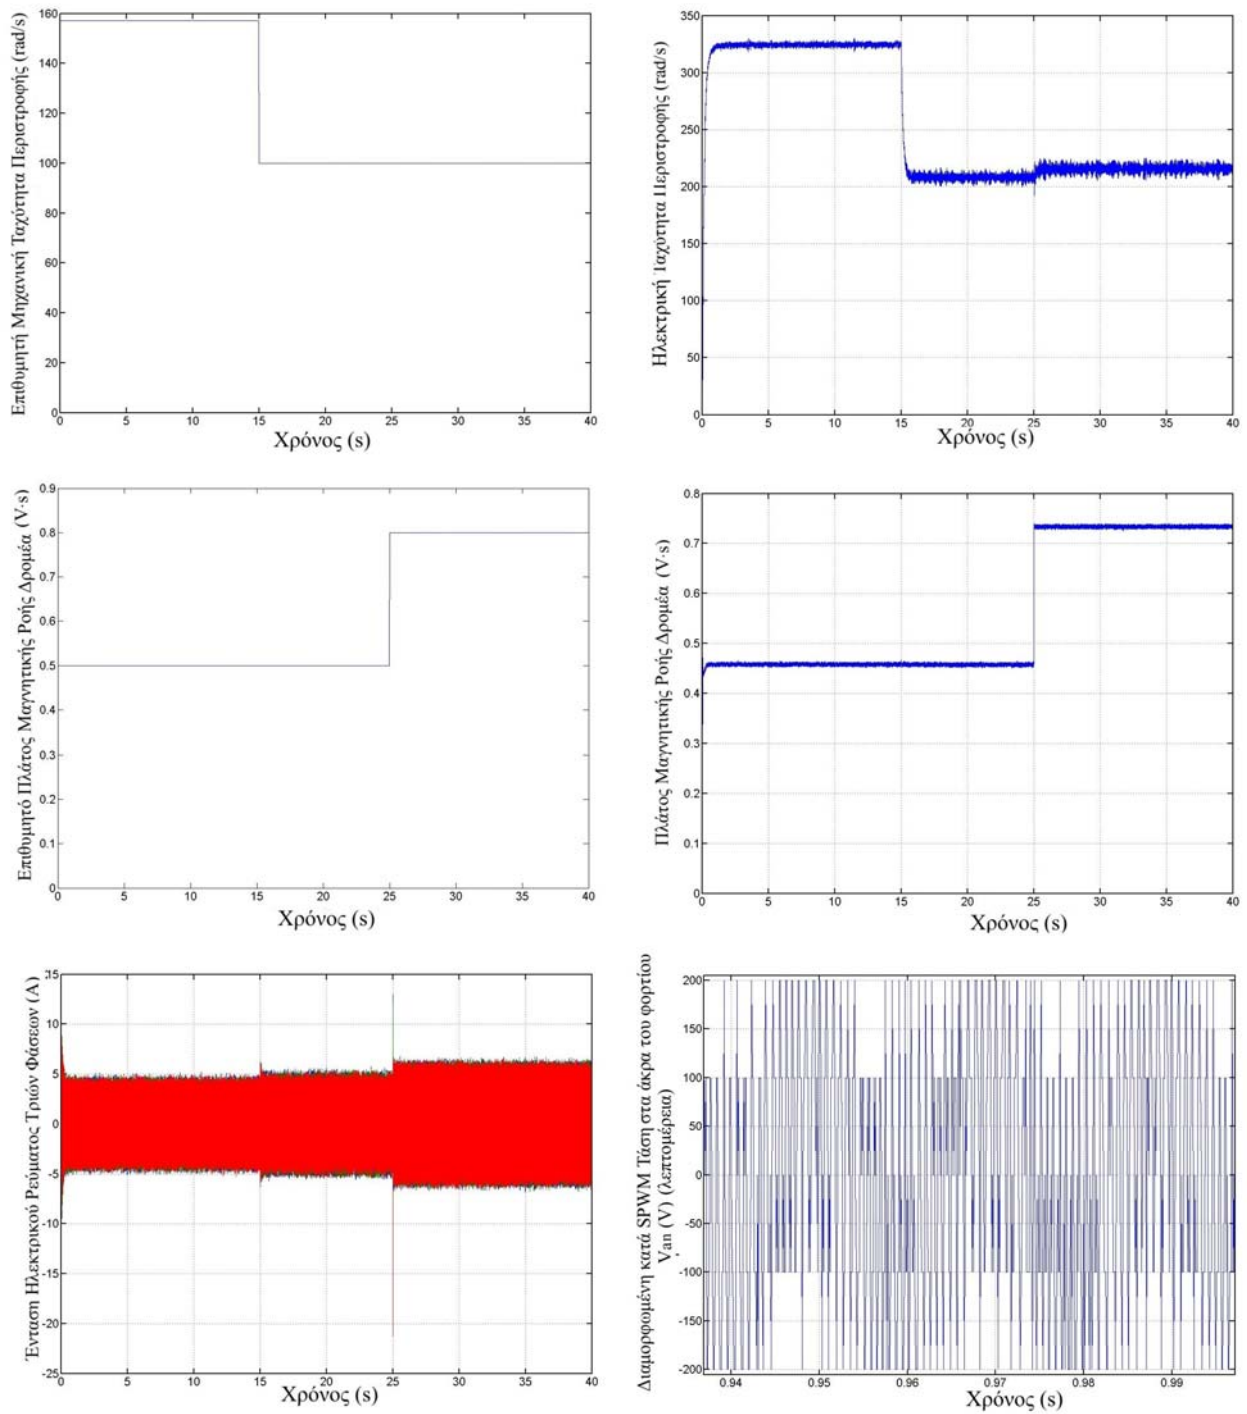 Επιθυμητή Μηχανική Ταχύτητα Περιστροφής (rad/s)
160
140
120
100
80
60
40
20
0
0 5 10 15 20 25 30 35 40
Χρόνος (s)
Ηλεκτρική Ταχύτητα Περιστροφής (rad/s)
350
300
250
200
150
100
50
0
0 5 10 15 20 25 30 35 40
Χρόνος (s)
Επιθυμητό Πλάτος Μαγνητικής Ροής Δρομέα (V·s)
0.9
0.8
0.7
0.6
0.5
0.4
0.3
0.2
0.1
0
0 5 10 15 20 25 30 35 40
Χρόνος (s)
Πλάτος Μαγνητικής Ροής Δρομέα (V·s)
0.8
0.7
0.6
0.5
0.4
0.3
0.2
0.1
0
0 5 10 15 20 25 30 35 40
Χρόνος (s)
Ένταση Ηλεκτρικού Ρεύματος Τριών Φάσεων (A)
15
10
5
0
-5
-10
-15
-20
-25
0 5 10 15 20 25 30 35 40
Χρόνος (s)
Διαμορφωμένη κατά SPWM Τάση στα άκρα του φορτίου
Van (V) (λεπτομέρεια)
200
150
100
50
0
-50
-100
-150
-200
0.94 0.95 0.96 0.97 0.98 0.99
Χρόνος (s)